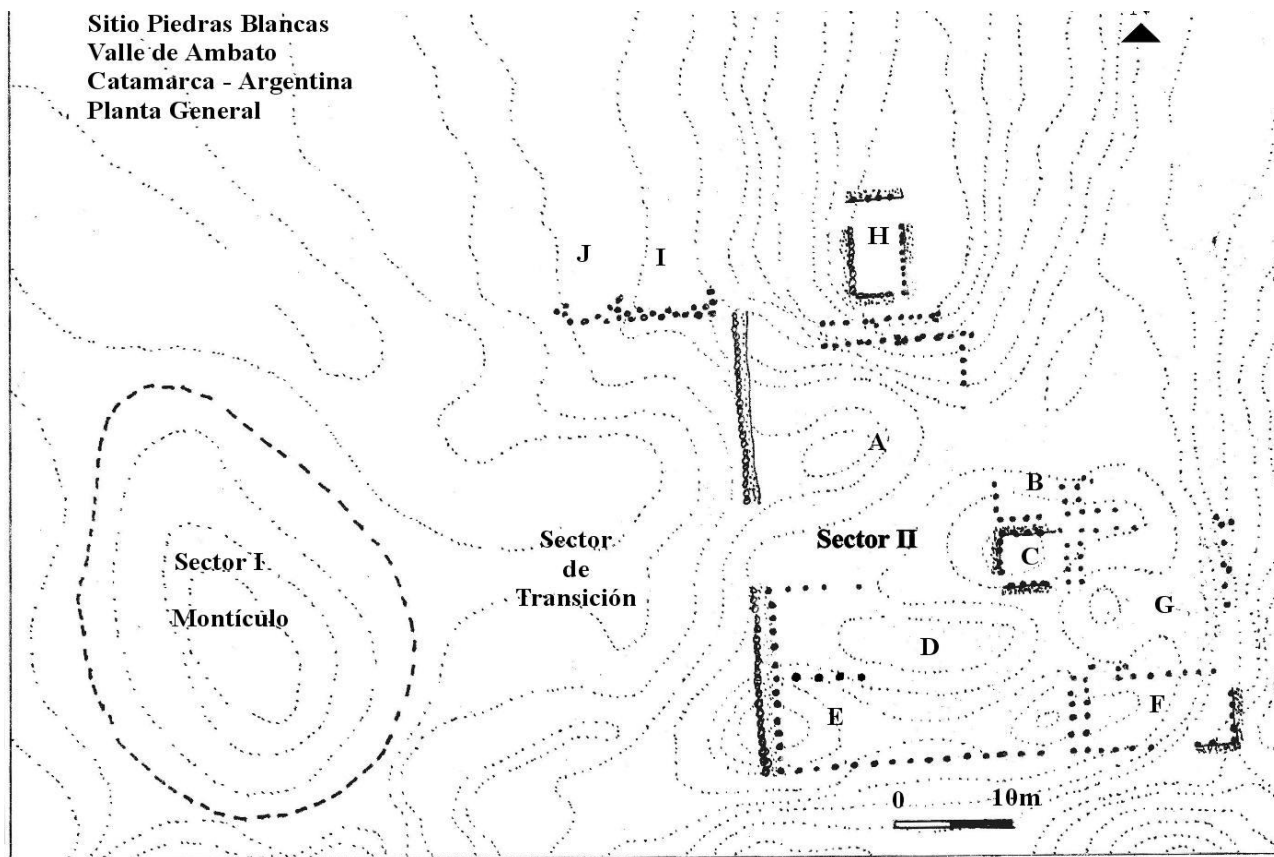 Sitio Piedras Blancas
Valle de Ambato
Catamarca - Argentina
Planta General
N
H
J
I
A
B
Sector II
C
Sector
de
Transición
Sector I
Montículo
G
D
E
F
0 10m